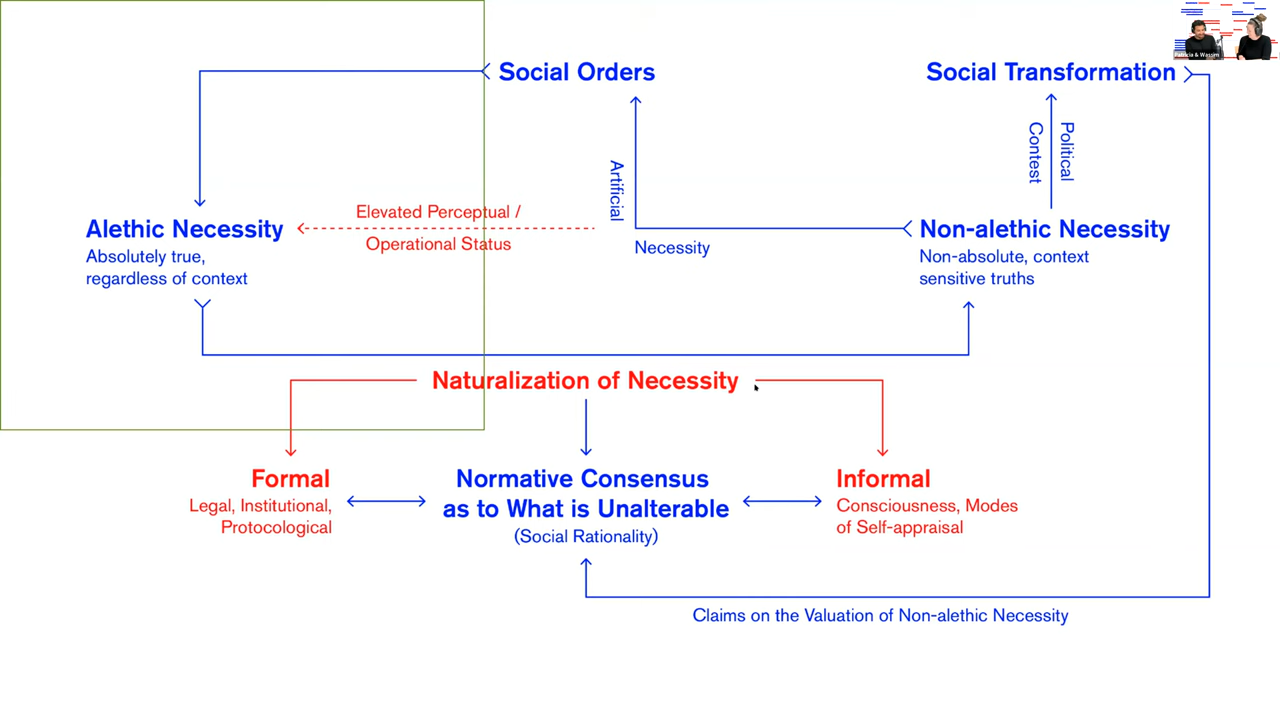 Patricia & Wassim
Social Orders
Social Transformation
Artificial
Contest
Political
Elevated Perceptual /
Operational Status
Alethic Necessity
Absolutely true,
regardless of context
Necessity
Non-alethic Necessity
Non-absolute, context
sensitive truths
Naturalization of Necessity
Formal
Legal, Institutional,
Protocological
Normative Consensus
as to What is Unalterable
(Social Rationality)
Informal
Consciousness, Modes
of Self-appraisal
Claims on the Valuation of Non-alethic Necessity